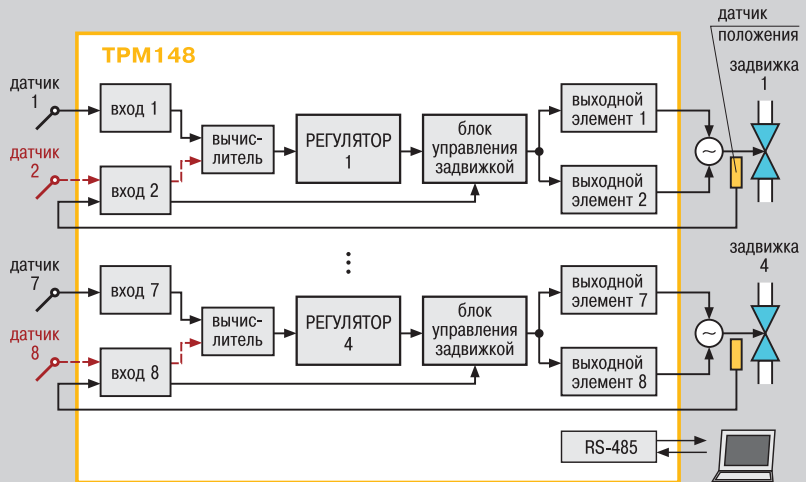 датчик
положения
ТРМ148
задвижка
1
датчик
1
вход 1
вычис-
литель
РЕГУЛЯТОР
1
блок
управления
задвижкой
выходной
элемент 1
~
датчик
2
вход 2
выходной
элемент 2
задвижка
4
датчик
7
вход 7
вычис-
литель
РЕГУЛЯТОР
4
блок
управления
задвижкой
выходной
элемент 7
~
датчик
8
вход 8
выходной
элемент 8
RS-485